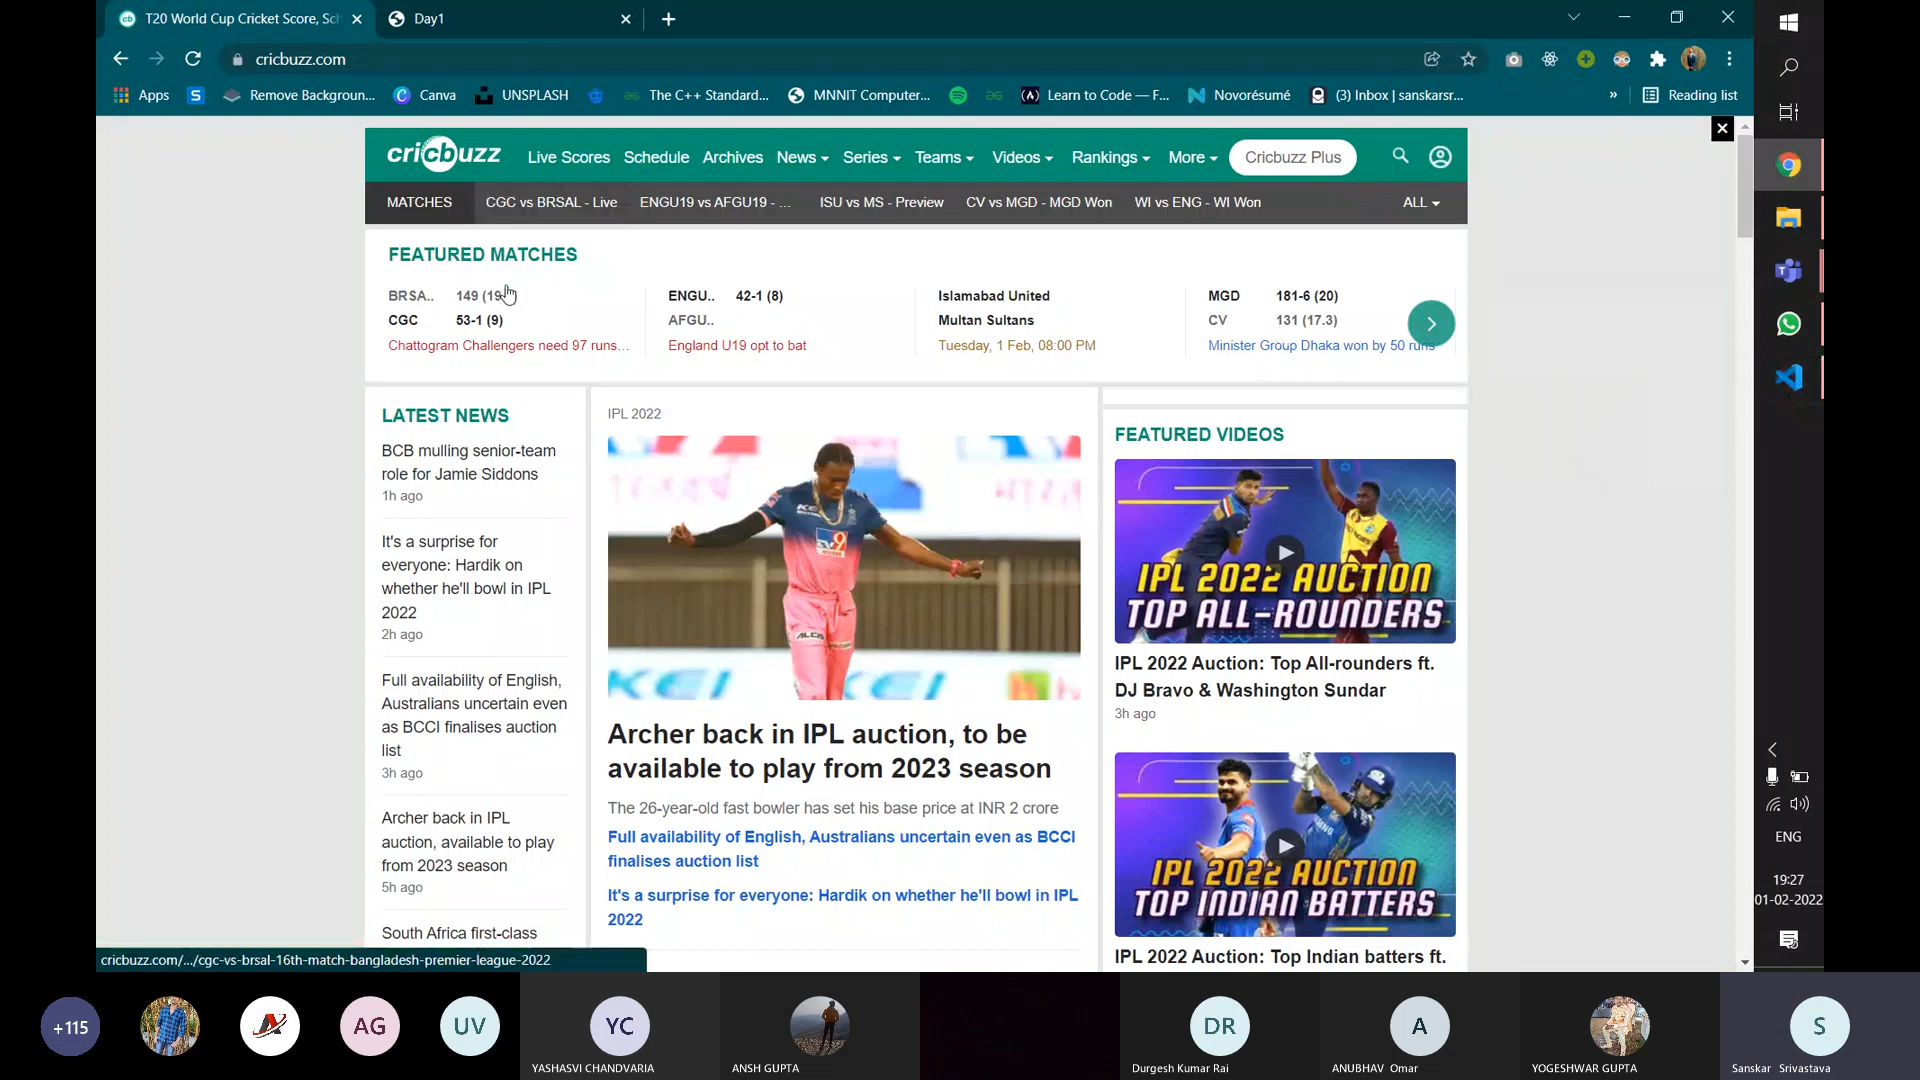 T20 World Cup Cricket Score, Sch
Day1
cricbuzz.com
Apps
Remove Backgroun...
Canva
UNSPLASH
The C++ Standard...
MNNIT Computer...
Learn to Code — F...
Novorésumé
(3) Inbox | sanskarsr...
»
Reading list
cricbuzz
Live Scores
Schedule
Archives
News
Series
Teams
Videos
Rankings
More
Cricbuzz Plus
MATCHES
CGC vs BRSAL - Live
ENGU19 vs AFGU19 - ...
ISU vs MS - Preview
CV vs MGD - MGD Won
WI vs ENG - WI Won
ALL
FEATURED MATCHES
BRSA.. 149 (19
CGC 53-1 (9)
Chattogram Challengers need 97 runs...
ENGU.. 42-1 (8)
AFGU..
England U19 opt to bat
Islamabad United
Multan Sultans
Tuesday, 1 Feb, 08:00 PM
MGD 181-6 (20)
CV 131 (17.3)
Minister Group Dhaka won by 50 runs
LATEST NEWS
BCB mulling senior-team
role for Jamie Siddons
1h ago
It's a surprise for
everyone: Hardik on
whether he'll bowl in IPL
2022
2h ago
Full availability of English,
Australians uncertain even
as BCCI finalises auction
list
3h ago
Archer back in IPL
auction, available to play
from 2023 season
5h ago
South Africa first-class
IPL 2022
KEI
Archer back in IPL auction, to be
available to play from 2023 season
The 26-year-old fast bowler has set his base price at INR 2 crore
Full availability of English, Australians uncertain even as BCCI
finalises auction list
It's a surprise for everyone: Hardik on whether he'll bowl in IPL
2022
FEATURED VIDEOS
IPL 2022 AUCTION
TOP ALL-ROUNDERS
IPL 2022 Auction: Top All-rounders ft.
DJ Bravo & Washington Sundar
3h ago
IPL 2022 AUCTION
TOP INDIAN BATTERS
IPL 2022 Auction: Top Indian batters ft.
cricbuzz.com/.../cgc-vs-brsal-16th-match-bangladesh-premier-league-2022
ENG
19:27
01-02-2022
+115
AG
UV
YC
YASHASVI CHANDVARIA
ANSH GUPTA
DR
Durgesh Kumar Rai
A
ANUBHAV Omar
YOGESHWAR GUPTA
S
Sanskar Srivastava